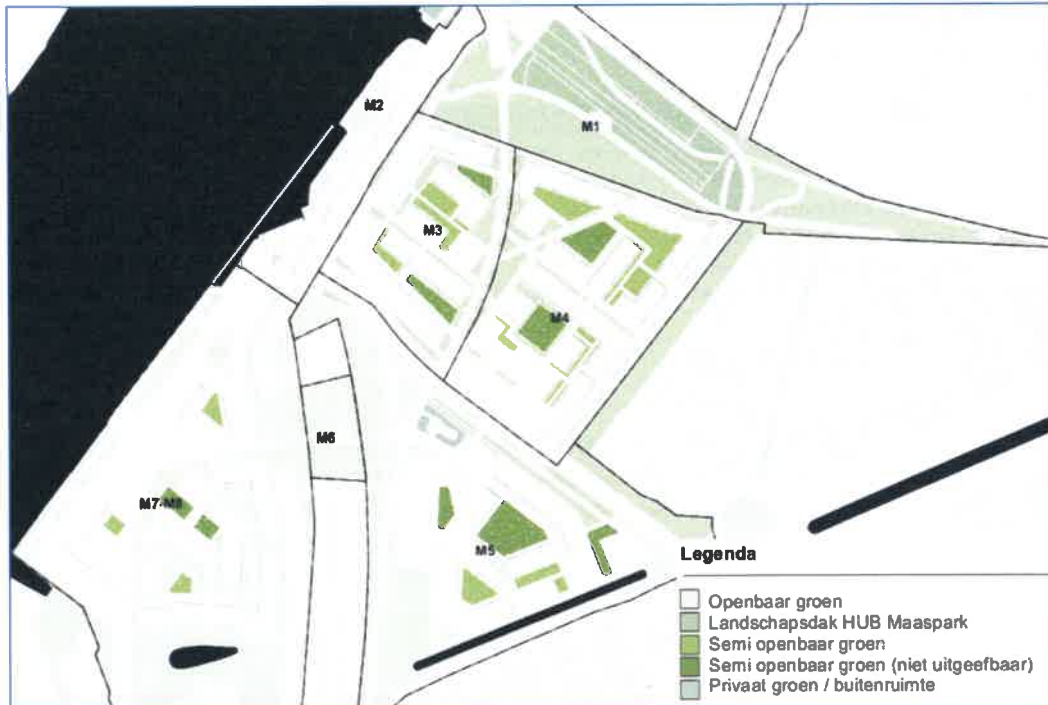 M2
M1
M3
M4
M6
M7-M8
M5
Legenda
Openbaar groen
Landschapsdak HUB Maaspark
Semi openbaar groen
Semi openbaar groen (niet uitgeefbaar)
Privaat groen / buitenruimte